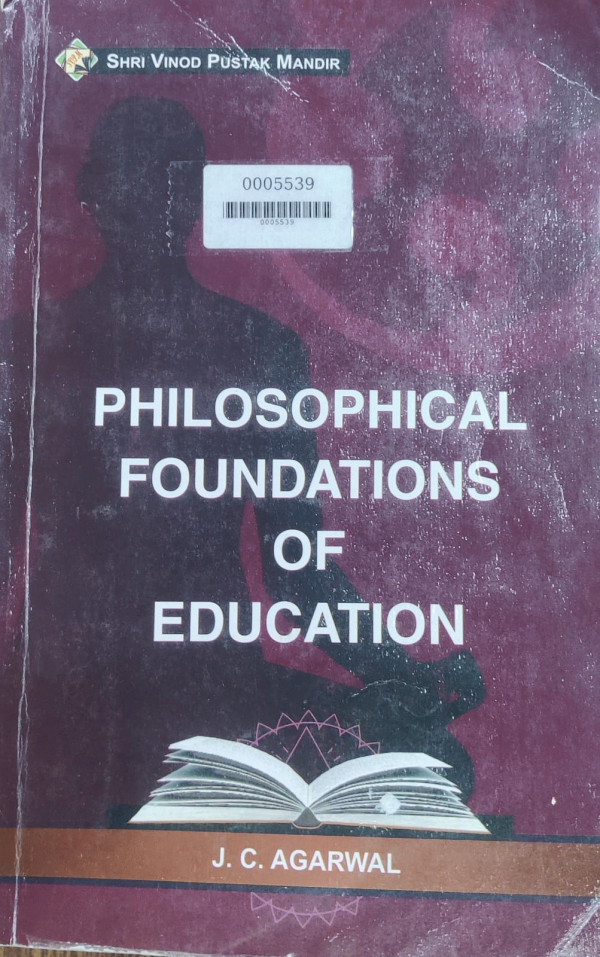 SHRI VINOD PUSTAK MANDIR
0005539
0005539
PHILOSOPHICAL
FOUNDATIONS
OF
EDUCATION
J. C. AGARWAL